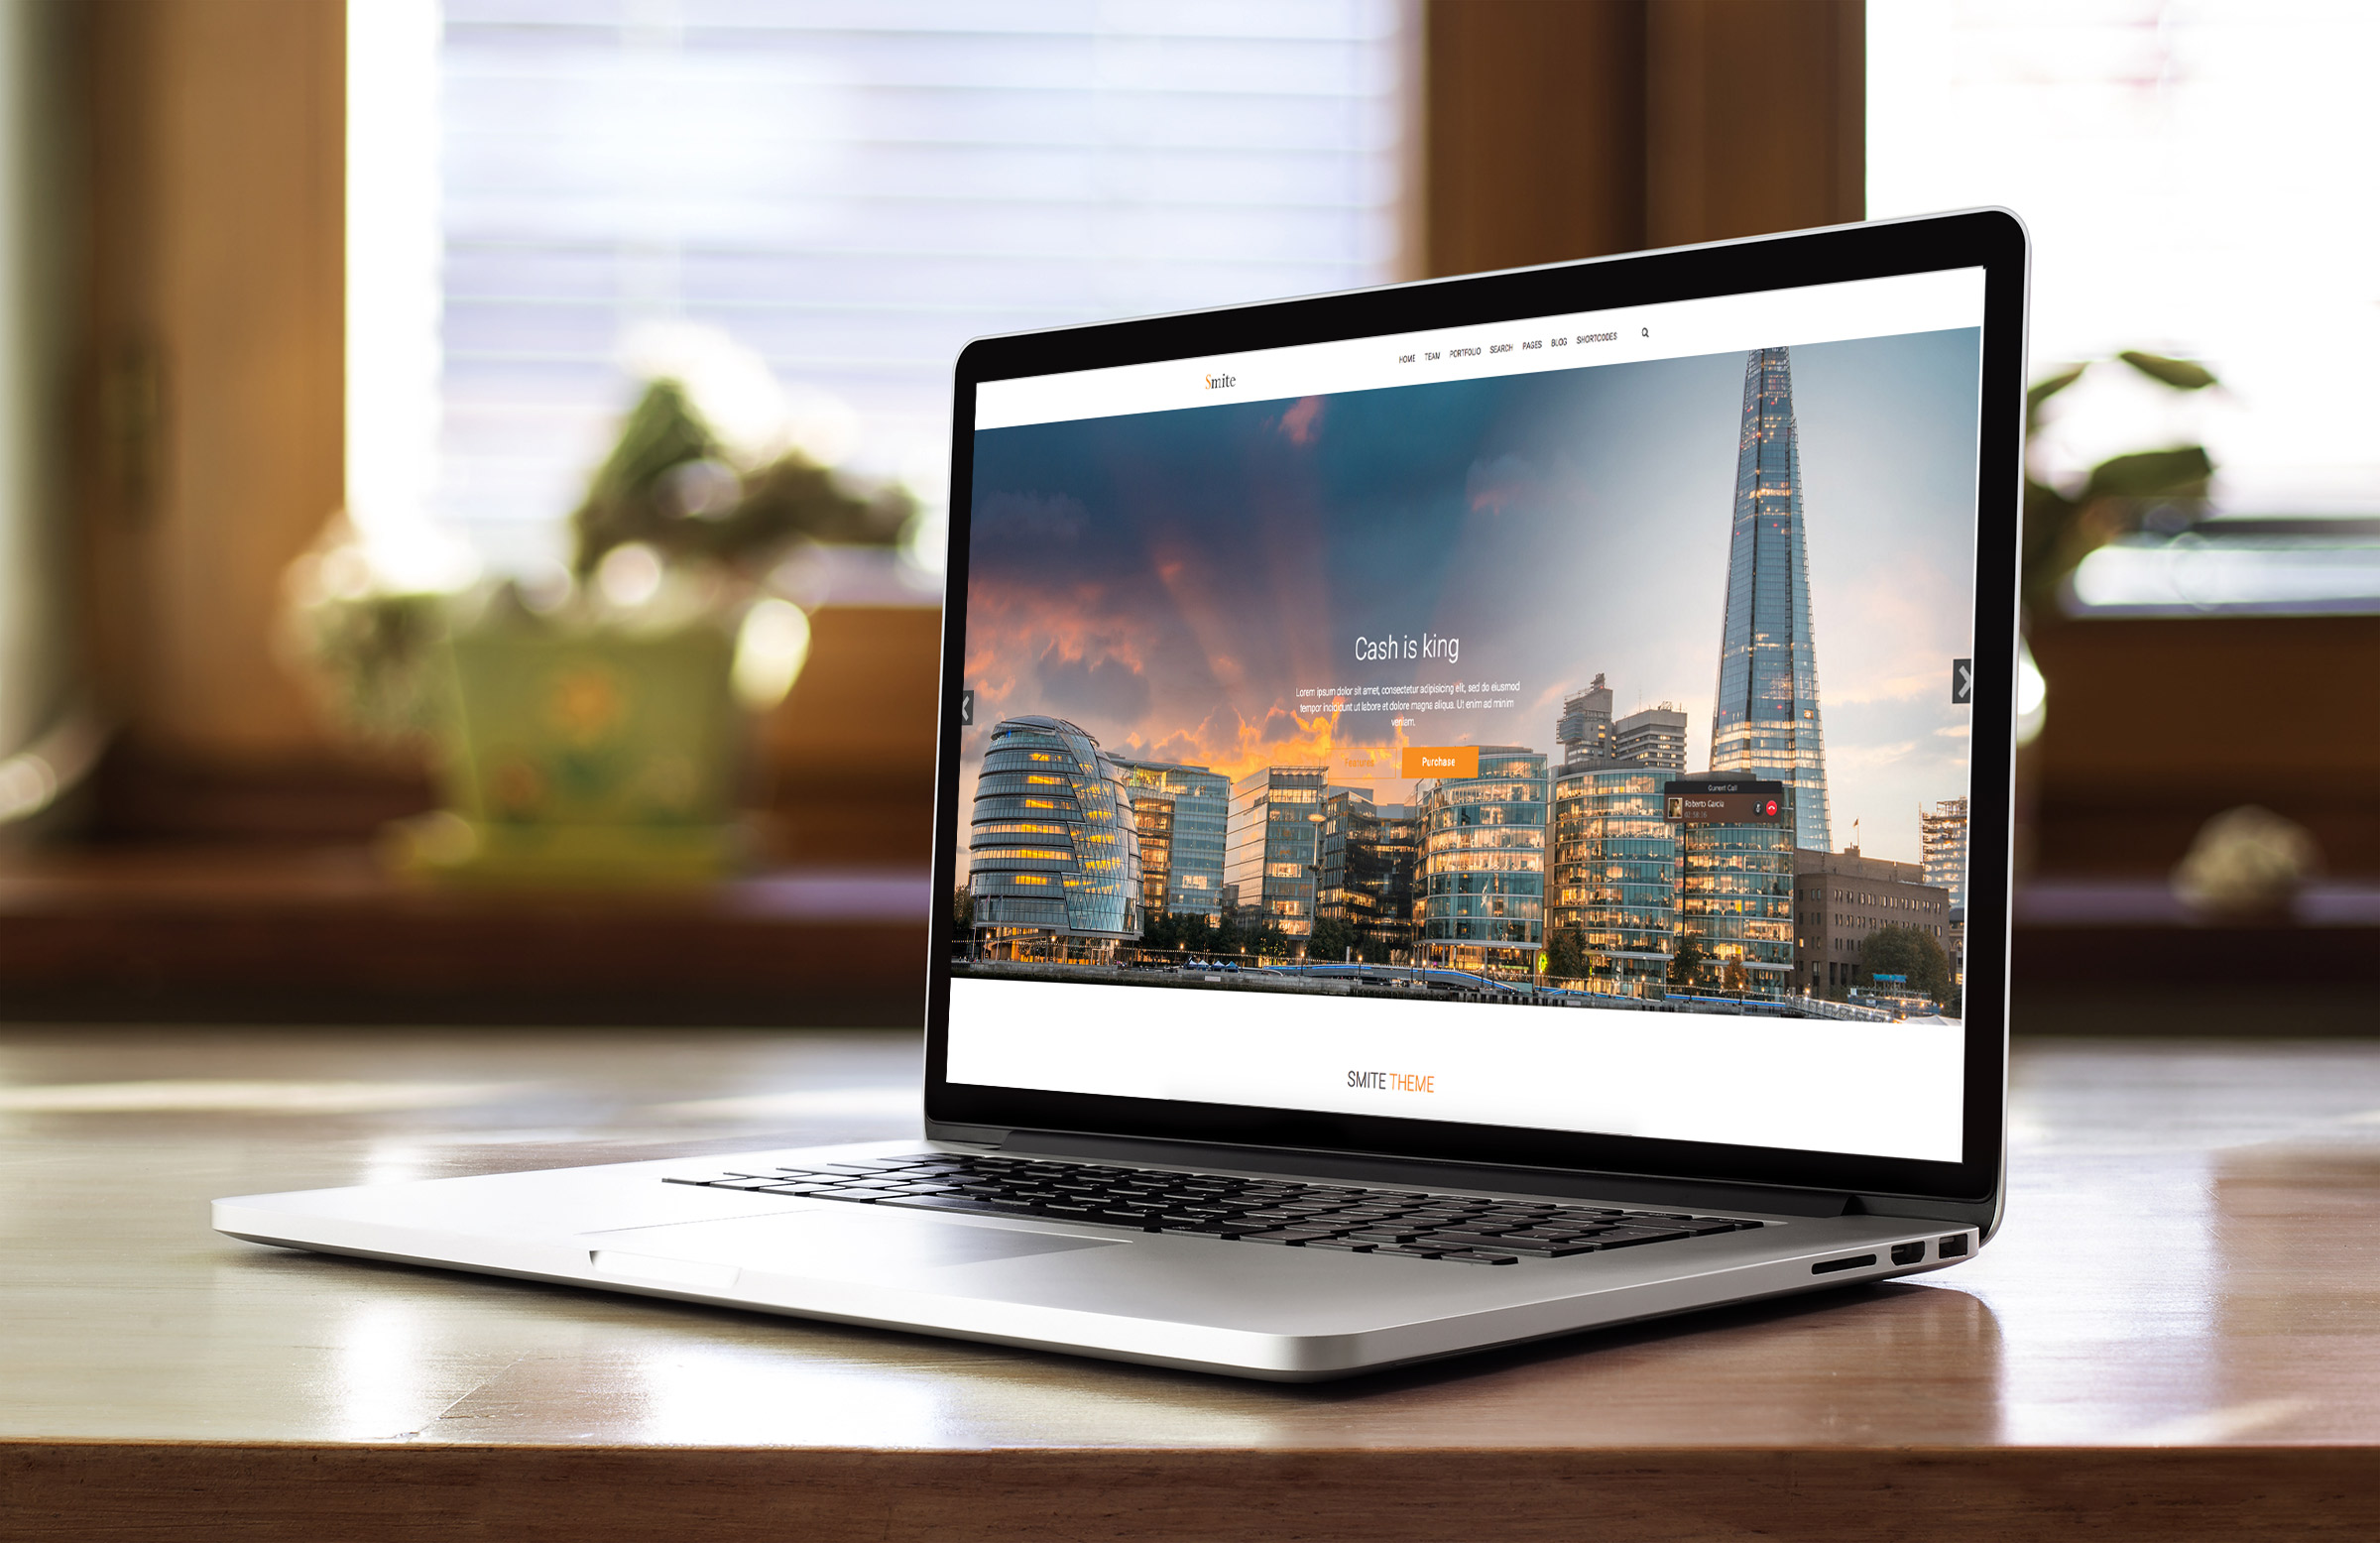 Smite
HOME TEAM PORTFOLIO SEARCH PAGES BLOG SHORTCODES
Cash is king
Lorem ipsum dolor sit amet, consectetur adipisicing elit, sed do eiusmod
tempor incididunt ut labore et dolore magna aliqua. Ut enim ad minim
veniam.
Features Purchase
Current Call
Roberto Garcia
SMITE THEME